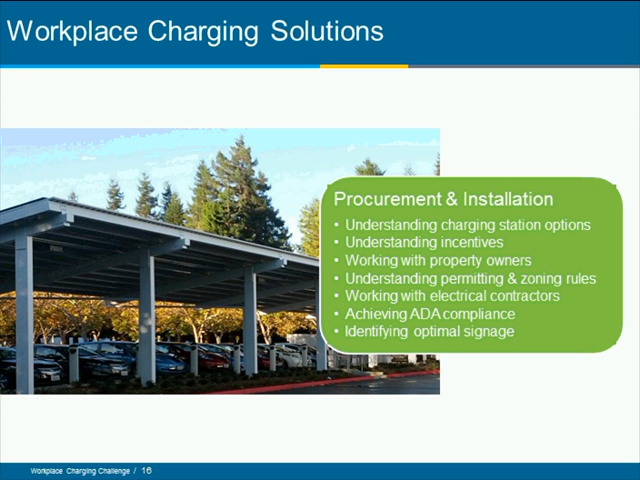 Workplace Charging Solutions
Procurement & Installation
• Understanding charging station options
• Understanding incentives
• Working with property owners
• Understanding permitting & zoning rules
• Working with electrical contractors
• Achieving ADA compliance
• Identifying optimal signage
Workplace Charging Challenge / 16